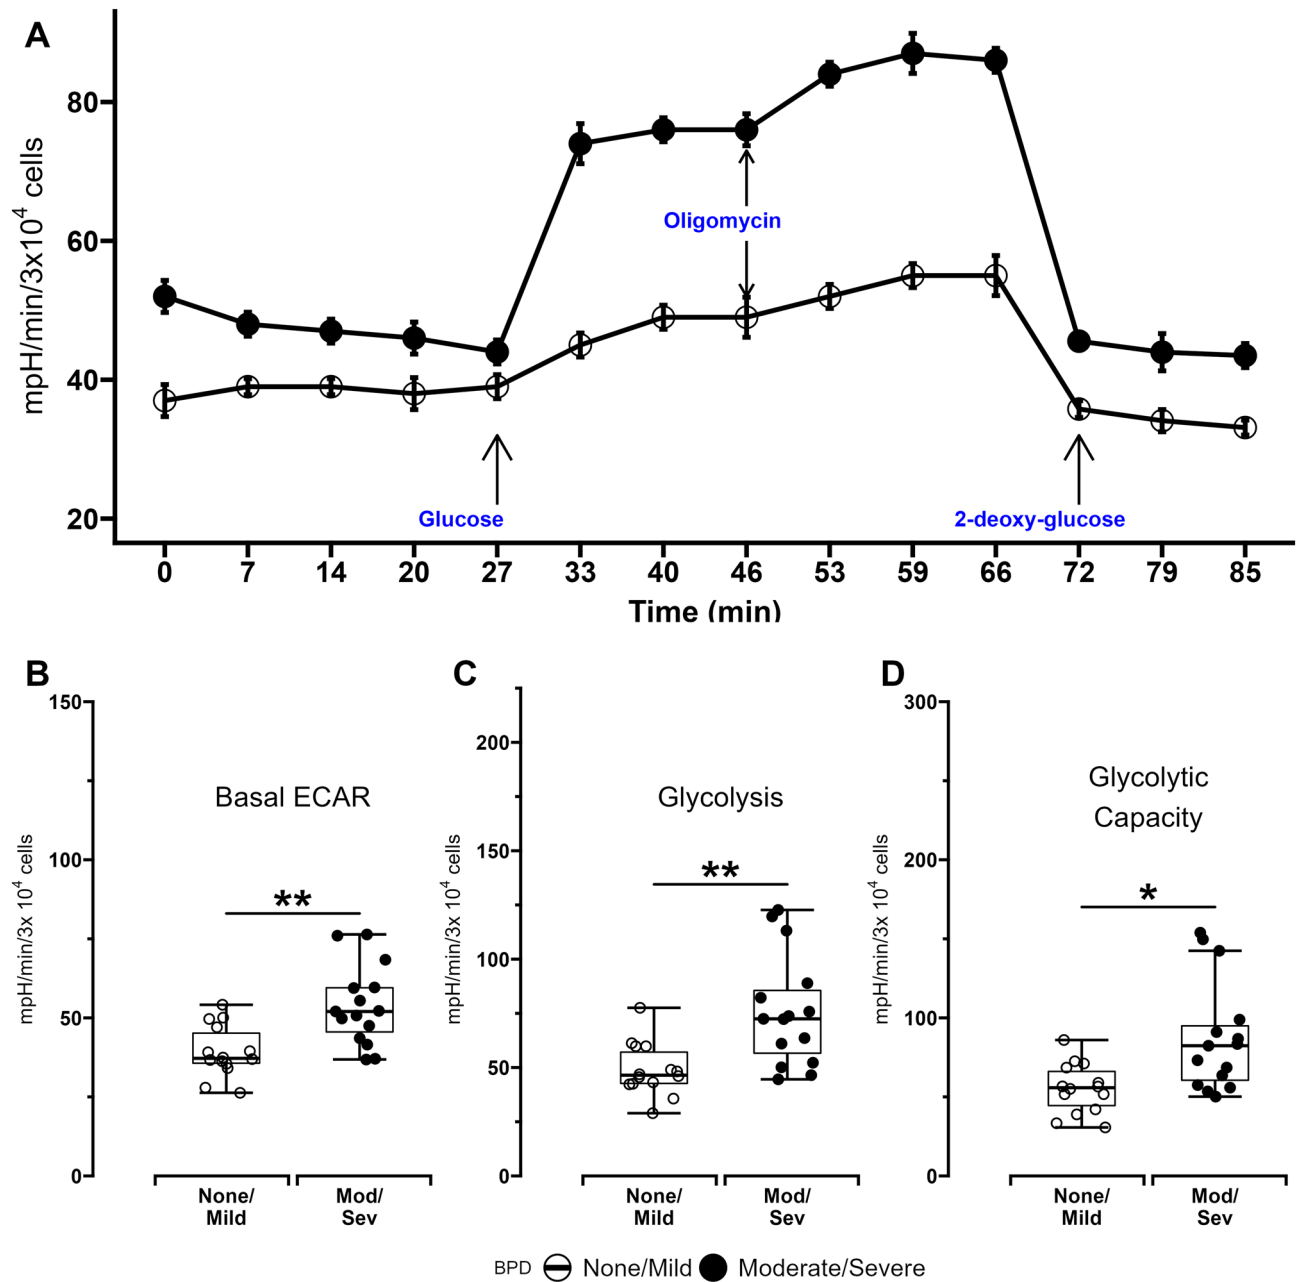 A
mpH/min/3x10⁴ cells
80
60
40
20
Oligomycin
Glucose
2-deoxy-glucose
0 7 14 20 27 33 40 46 53 59 66 72 79 85
Time (min)
B
mpH/min/3x 10⁴ cells
150
100
50
0
Basal ECAR
**
None/
Mild
Mod/
Sev
C
mpH/min/3x 10⁴ cells
200
150
100
50
0
Glycolysis
**
None/
Mild
Mod/
Sev
D
mpH/min/3x 10⁴ cells
300
200
100
0
Glycolytic
Capacity
*
None/
Mild
Mod/
Sev
BPD None/Mild Moderate/Severe